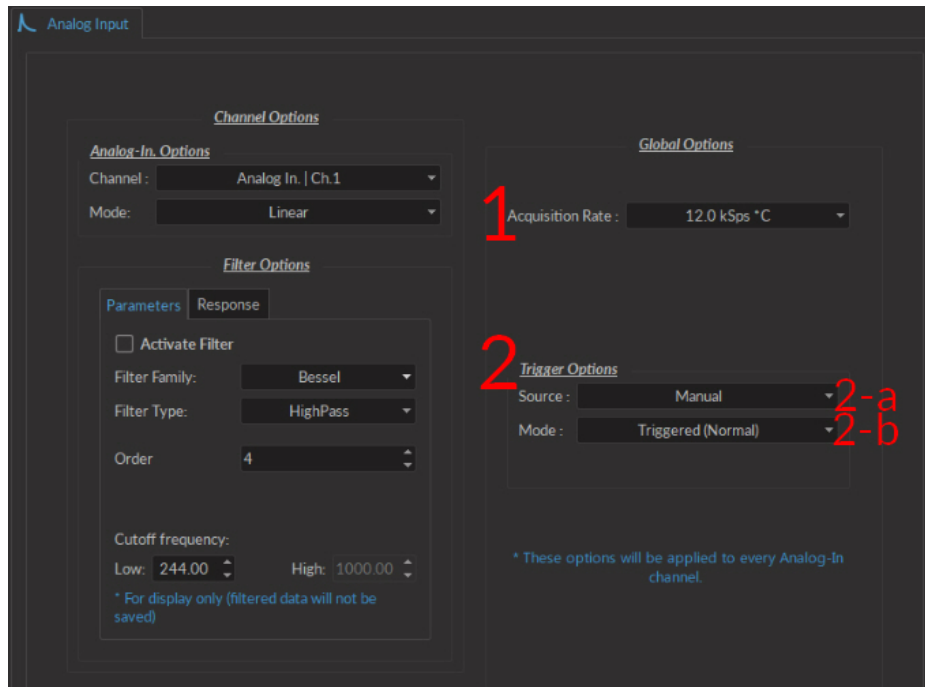 Analog Input
Channel Options
Analog-In. Options
Channel : Analog In. | Ch.1
Mode: Linear
Filter Options
Parameters Response
Activate Filter
Filter Family: Bessel
Filter Type: HighPass
Order 4
Cutoff frequency:
Low: 244.00 High: 1000.00
* For display only (filtered data will not be
saved)
Global Options
1 Acquisition Rate : 12.0 kSps *C
2 Trigger Options
Source : Manual 2-a
Mode : Triggered (Normal) 2-b
* These options will be applied to every Analog-In
channel.